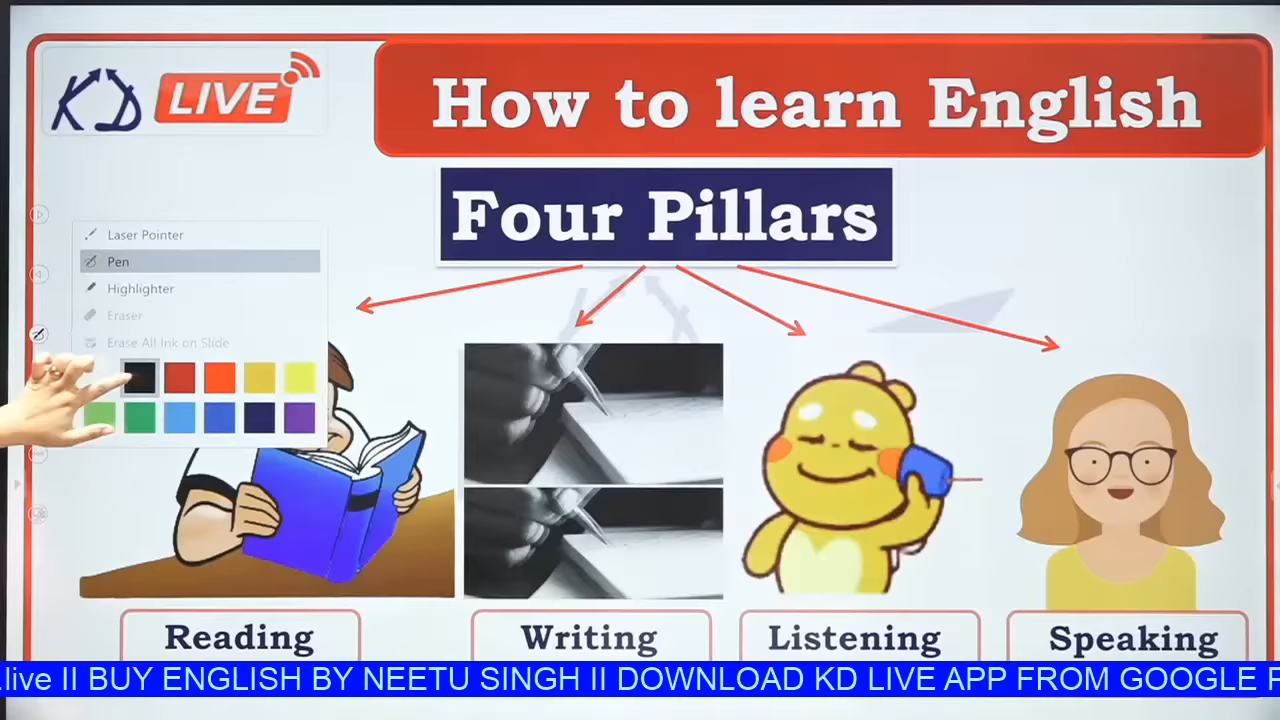 KD LIVE
How to learn English
Four Pillars
Laser Pointer
Pen
Highlighter
Eraser
Erase All Ink on Slide
Reading
Writing
Listening
Speaking
.live II BUY ENGLISH BY NEETU SINGH II DOWNLOAD KD LIVE APP FROM GOOGLE